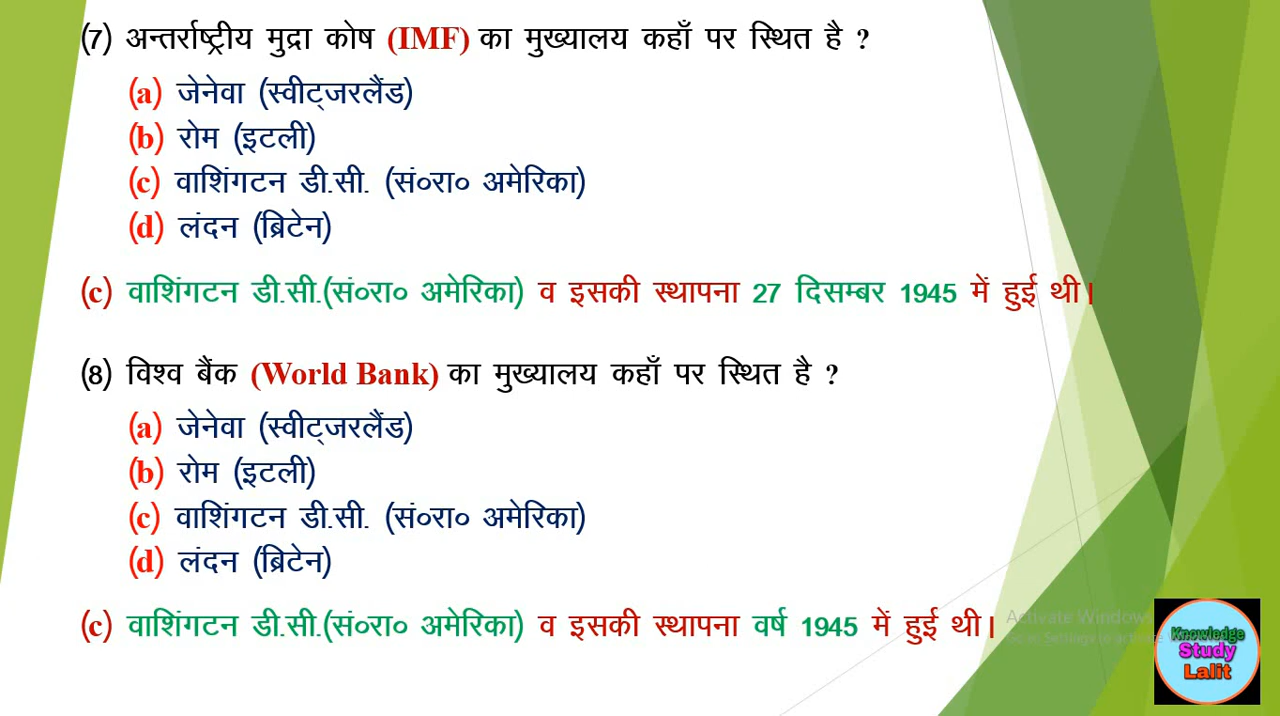 (7) अन्तर्राष्ट्रीय मुद्रा कोष (IMF) का मुख्यालय कहाँ पर स्थित है ?
(a) जेनेवा (स्वीट्जरलैंड)
(b) रोम (इटली)
(c) वाशिंगटन डी.सी. (सं०रा० अमेरिका)
(d) लंदन (ब्रिटेन)
(c) वाशिंगटन डी.सी.(सं०रा० अमेरिका) व इसकी स्थापना 27 दिसम्बर 1945 में हुई थी।
(8) विश्व बैंक (World Bank) का मुख्यालय कहाँ पर स्थित है ?
(a) जेनेवा (स्वीट्जरलैंड)
(b) रोम (इटली)
(c) वाशिंगटन डी.सी. (सं०रा० अमेरिका)
(d) लंदन (ब्रिटेन)
(c) वाशिंगटन डी.सी.(सं०रा० अमेरिका) व इसकी स्थापना वर्ष 1945 में हुई थी।
Activate Windows
Knowledge
Study
Lalit